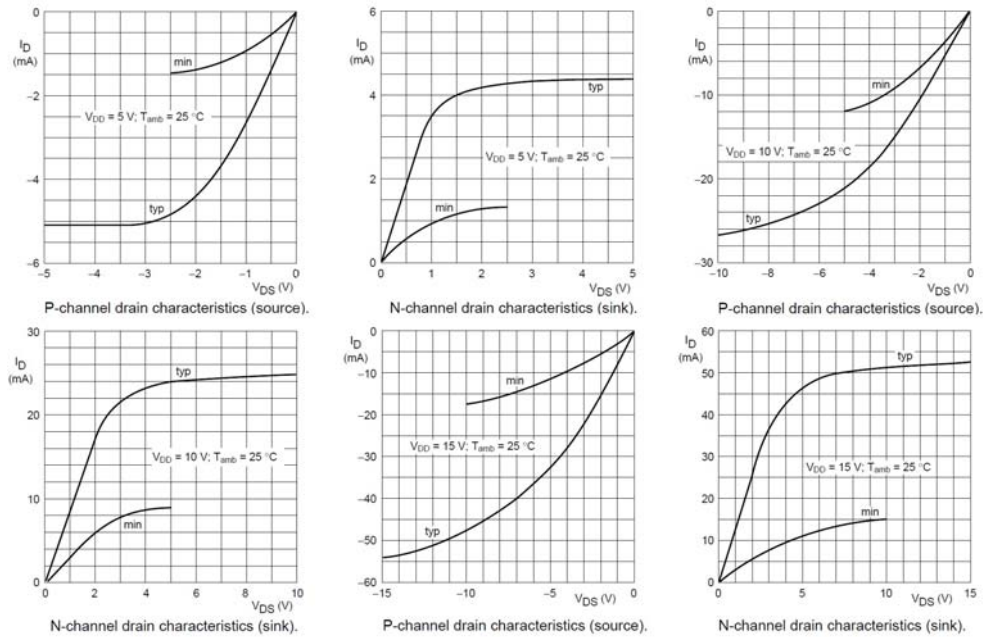 I_D
(mA)
0
−2
−4
−6
min
V_DD = 5 V; T_amb = 25 °C
typ
−5 −4 −3 −2 −1 0
V_DS (V)
P-channel drain characteristics (source).
6
I_D
(mA)
4
2
0
typ
V_DD = 5 V; T_amb = 25 °C
min
0 1 2 3 4 5
V_DS (V)
N-channel drain characteristics (sink).
0
I_D
(mA)
−10
−20
−30
min
V_DD = 10 V; T_amb = 25 °C
typ
−10 −8 −6 −4 −2 0
V_DS (V)
P-channel drain characteristics (source).
30
I_D
(mA)
20
10
0
typ
V_DD = 10 V; T_amb = 25 °C
min
0 2 4 6 8 10
V_DS (V)
N-channel drain characteristics (sink).
0
I_D
(mA)
−10
−20
−30
−40
−50
−60
min
V_DD = 15 V; T_amb = 25 °C
typ
−15 −10 −5 0
V_DS (V)
P-channel drain characteristics (source).
60
I_D
(mA)
50
40
30
20
10
0
typ
V_DD = 15 V; T_amb = 25 °C
min
0 5 10 15
V_DS (V)
N-channel drain characteristics (sink).